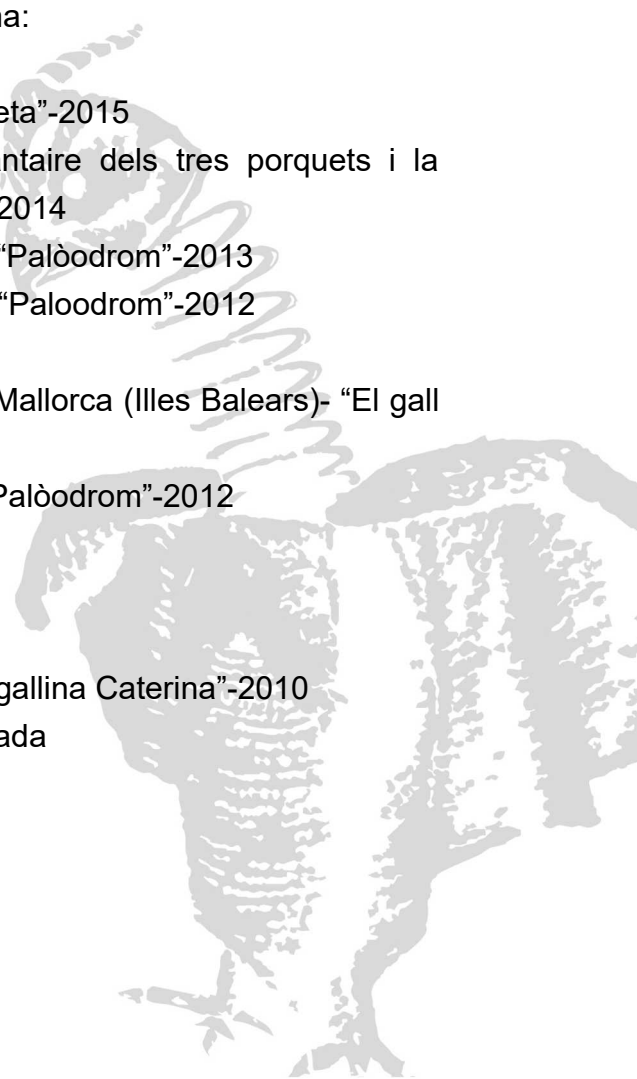 na:
eta”-2015
antaire dels tres porquets i la
2014
“Palòodrom”-2013
“Paloodrom”-2012
Mallorca (Illes Balears)- “El gall
Palòodrom”-2012
gallina Caterina”-2010
ada